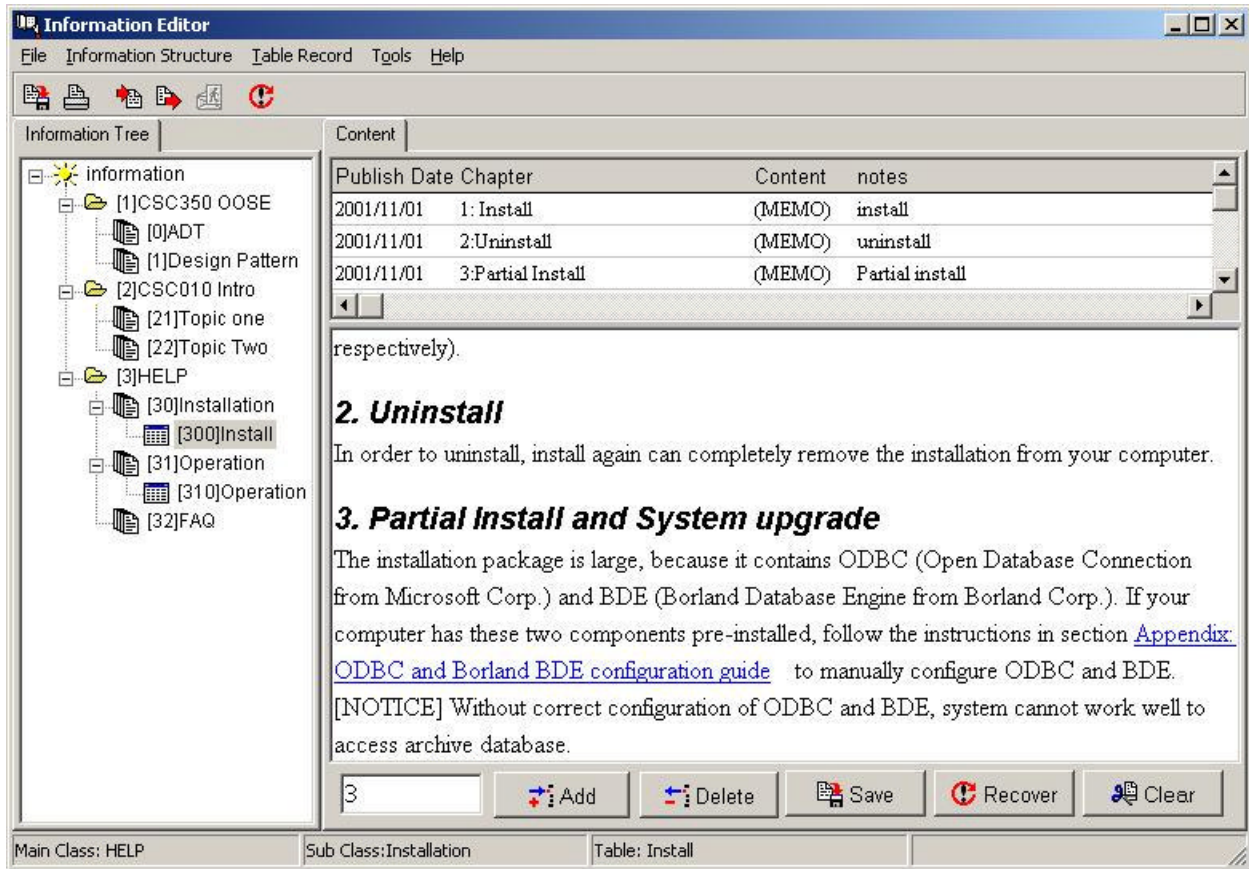 Information Editor
File Information Structure Table Record Tools Help
Information Tree
Content
information
[1]CSC350 OOSE
[0]ADT
[1]Design Pattern
[2]CSC010 Intro
[21]Topic one
[22]Topic Two
[3]HELP
[30]Installation
[300]Install
[31]Operation
[310]Operation
[32]FAQ
Publish Date Chapter Content notes
2001/11/01 1: Install (MEMO) install
2001/11/01 2:Uninstall (MEMO) uninstall
2001/11/01 3:Partial Install (MEMO) Partial install
respectively).
2. Uninstall
In order to uninstall, install again can completely remove the installation from your computer.
3. Partial Install and System upgrade
The installation package is large, because it contains ODBC (Open Database Connection
from Microsoft Corp.) and BDE (Borland Database Engine from Borland Corp.). If your
computer has these two components pre-installed, follow the instructions in section Appendix:
ODBC and Borland BDE configuration guide to manually configure ODBC and BDE.
[NOTICE] Without correct configuration of ODBC and BDE, system cannot work well to
access archive database.
3 Add Delete Save Recover Clear
Main Class: HELP Sub Class:Installation Table: Install